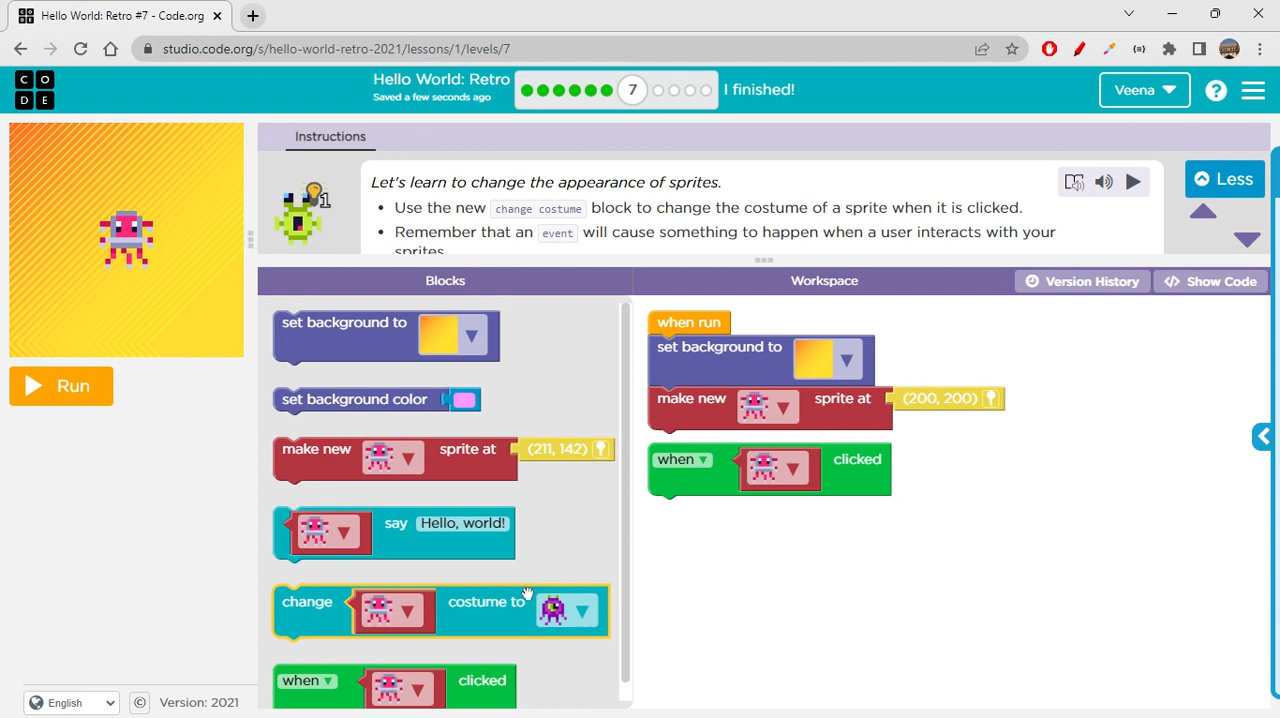 Hello World: Retro #7 - Code.org
studio.code.org/s/hello-world-retro-2021/lessons/1/levels/7
C O
D E
Hello World: Retro
Saved a few seconds ago
7
I finished!
Veena
?
Instructions
1
Let's learn to change the appearance of sprites.
• Use the new change costume block to change the costume of a sprite when it is clicked.
• Remember that an event will cause something to happen when a user interacts with your
sprites.
Less
Blocks
Workspace
Version History
Show Code
Run
set background to
set background color
make new sprite at (211, 142)
say Hello, world!
change costume to
when clicked
when run
set background to
make new sprite at (200, 200)
when clicked
English
© Version: 2021